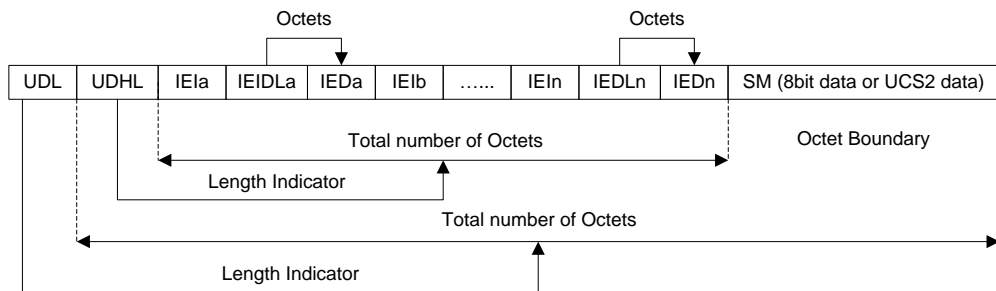 Octets Octets
UDL UDHL IEIa IEIDLa IEDa IEIb …... IEIn IEDLn IEDn SM (8bit data or UCS2 data)
Total number of Octets Octet Boundary
Length Indicator
Total number of Octets
Length Indicator